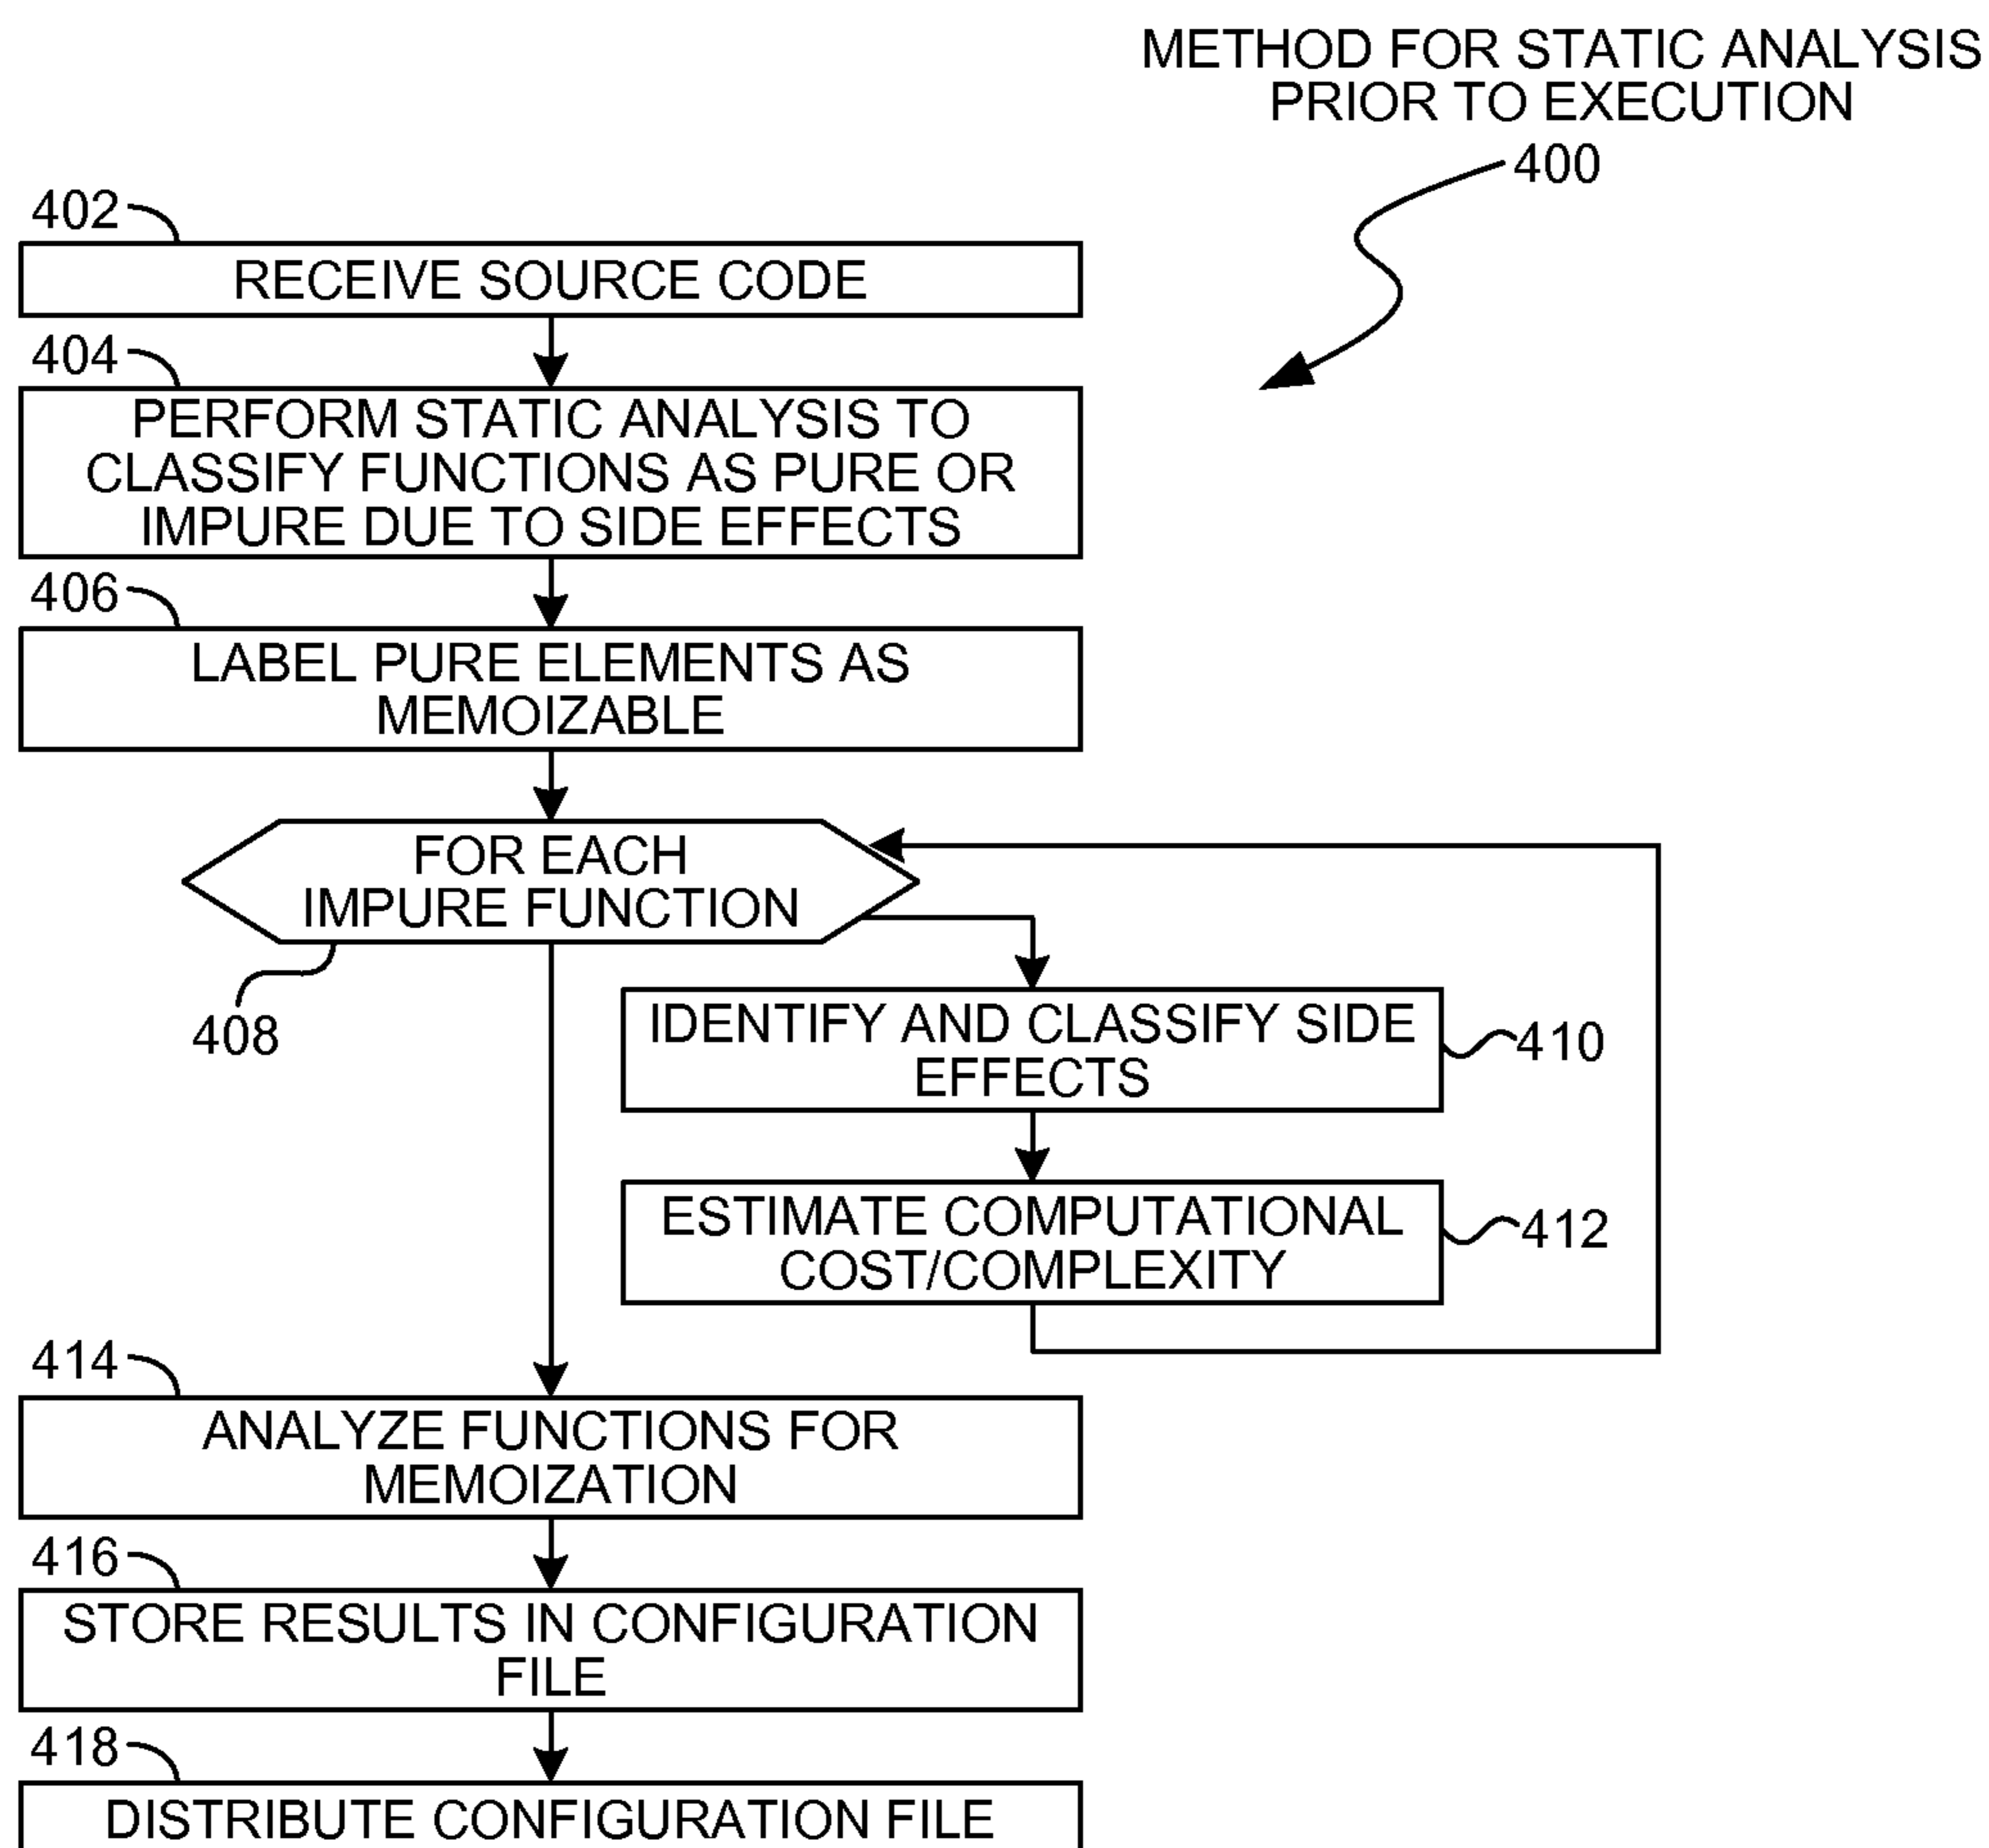 METHOD FOR STATIC ANALYSIS
PRIOR TO EXECUTION
400
402
RECEIVE SOURCE CODE
404
PERFORM STATIC ANALYSIS TO
CLASSIFY FUNCTIONS AS PURE OR
IMPURE DUE TO SIDE EFFECTS
406
LABEL PURE ELEMENTS AS
MEMOIZABLE
FOR EACH
IMPURE FUNCTION
408
IDENTIFY AND CLASSIFY SIDE
EFFECTS
410
ESTIMATE COMPUTATIONAL
COST/COMPLEXITY
412
414
ANALYZE FUNCTIONS FOR
MEMOIZATION
416
STORE RESULTS IN CONFIGURATION
FILE
418
DISTRIBUTE CONFIGURATION FILE